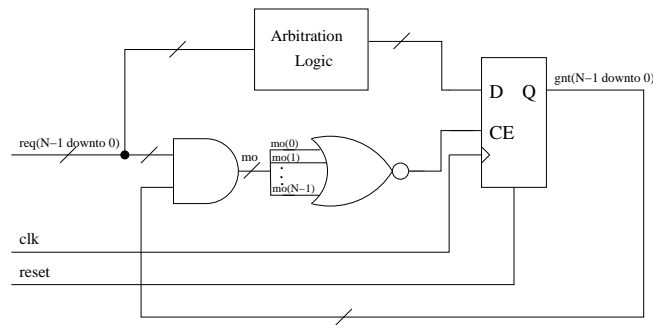 Arbitration
Logic
gnt(N−1 downto 0)
D Q
req(N−1 downto 0)
CE
mo
mo(0)
mo(1)
mo(N−1)
clk
reset